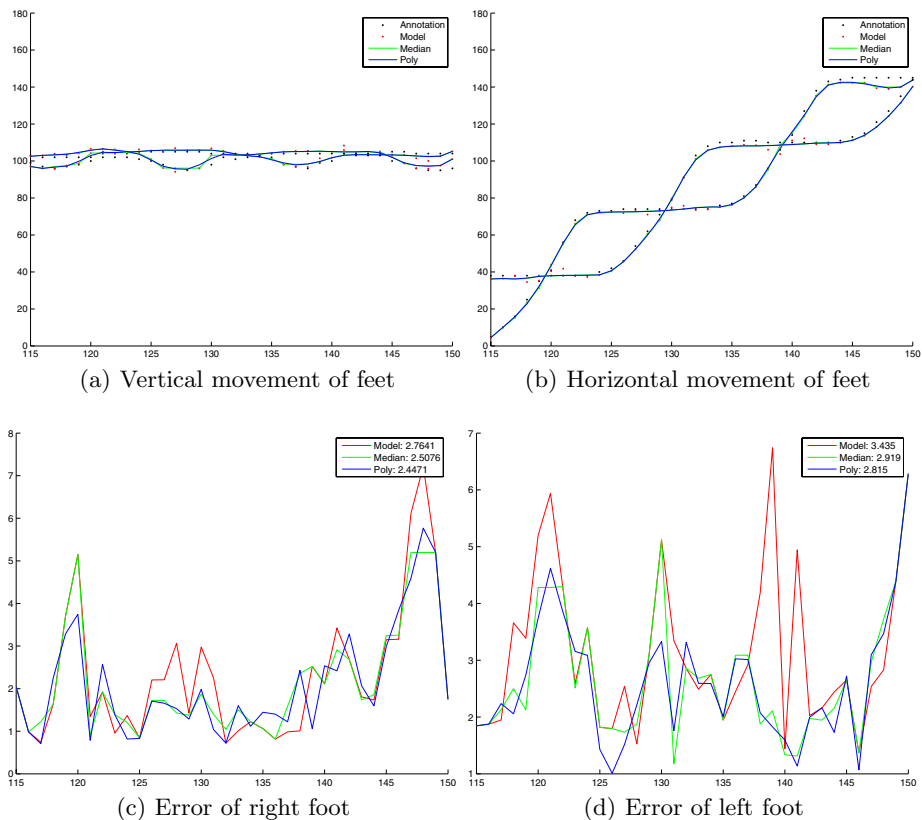 180
160
140
120
100
80
60
40
20
0
115 120 125 130 135 140 145 150
Annotation
Model
Median
Poly
(a) Vertical movement of feet
180
160
140
120
100
80
60
40
20
0
115 120 125 130 135 140 145 150
Annotation
Model
Median
Poly
(b) Horizontal movement of feet
8
7
6
5
4
3
2
1
0
115 120 125 130 135 140 145 150
Model: 2.7641
Median: 2.5076
Poly: 2.4471
(c) Error of right foot
7
6
5
4
3
2
1
115 120 125 130 135 140 145 150
Model: 3.435
Median: 2.919
Poly: 2.815
(d) Error of left foot